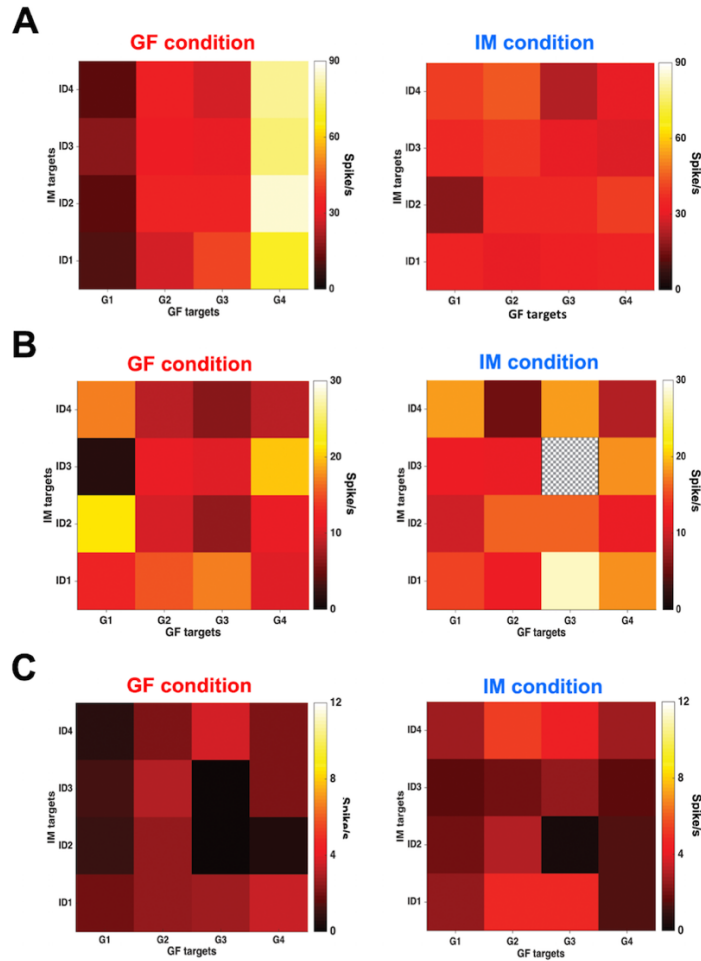 A
GF condition
IM condition
IM targets
ID4
ID3
ID2
ID1
G1 G2 G3 G4
GF targets
90
60
30
0
Spike/s
IM targets
ID4
ID3
ID2
ID1
G1 G2 G3 G4
GF targets
90
60
30
0
Spike/s
B
GF condition
IM condition
IM targets
ID4
ID3
ID2
ID1
G1 G2 G3 G4
GF targets
30
20
10
0
Spike/s
IM targets
ID4
ID3
ID2
ID1
G1 G2 G3 G4
GF targets
30
20
10
0
Spike/s
C
GF condition
IM condition
IM targets
ID4
ID3
ID2
ID1
G1 G2 G3 G4
GF targets
12
8
4
0
Spike/s
IM targets
ID4
ID3
ID2
ID1
G1 G2 G3 G4
GF targets
12
8
4
0
Spike/s